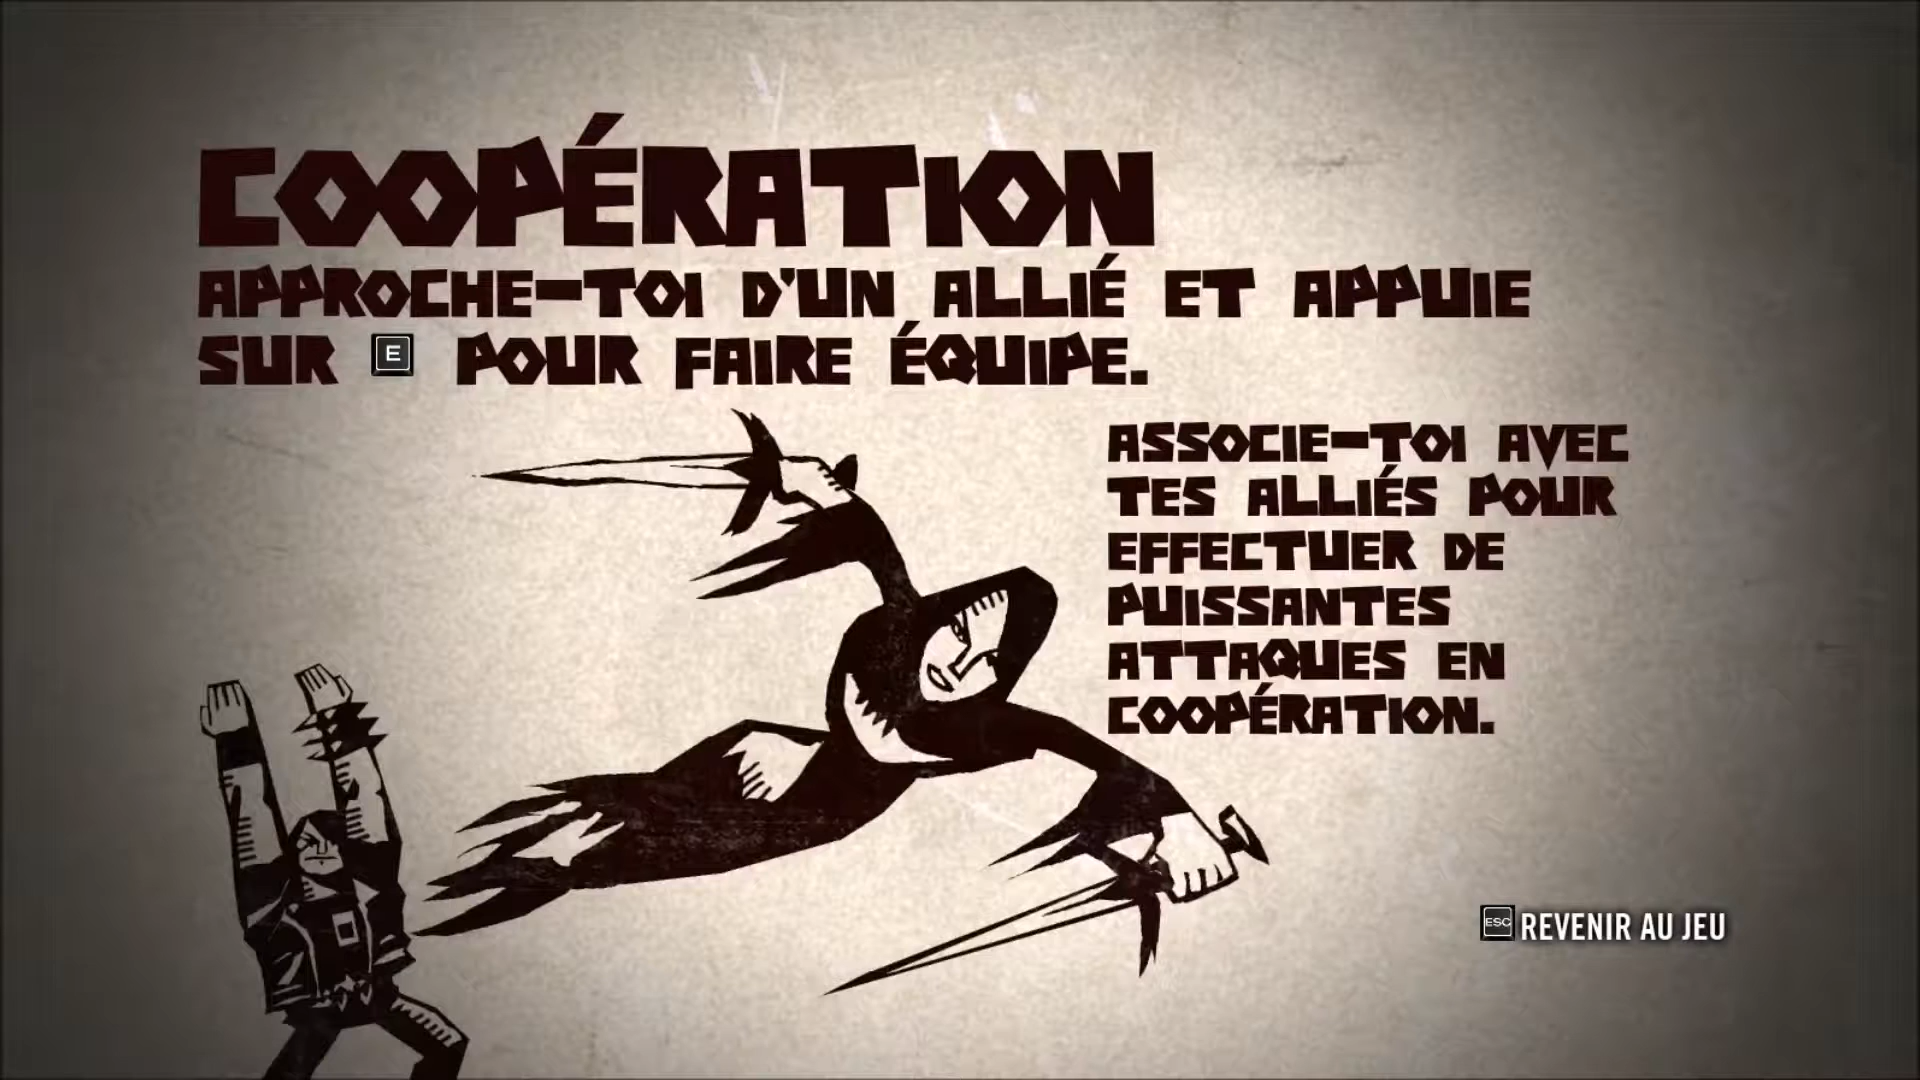 COOPÉRATION
APPROCHE-TOI D'UN ALLIÉ ET APPUIE
SUR E POUR FAIRE ÉQUIPE.
ASSOCIE-TOI AVEC
TES ALLIÉS POUR
EFFECTUER DE
PUISSANTES
ATTAQUES EN
COOPÉRATION.
ESC REVENIR AU JEU